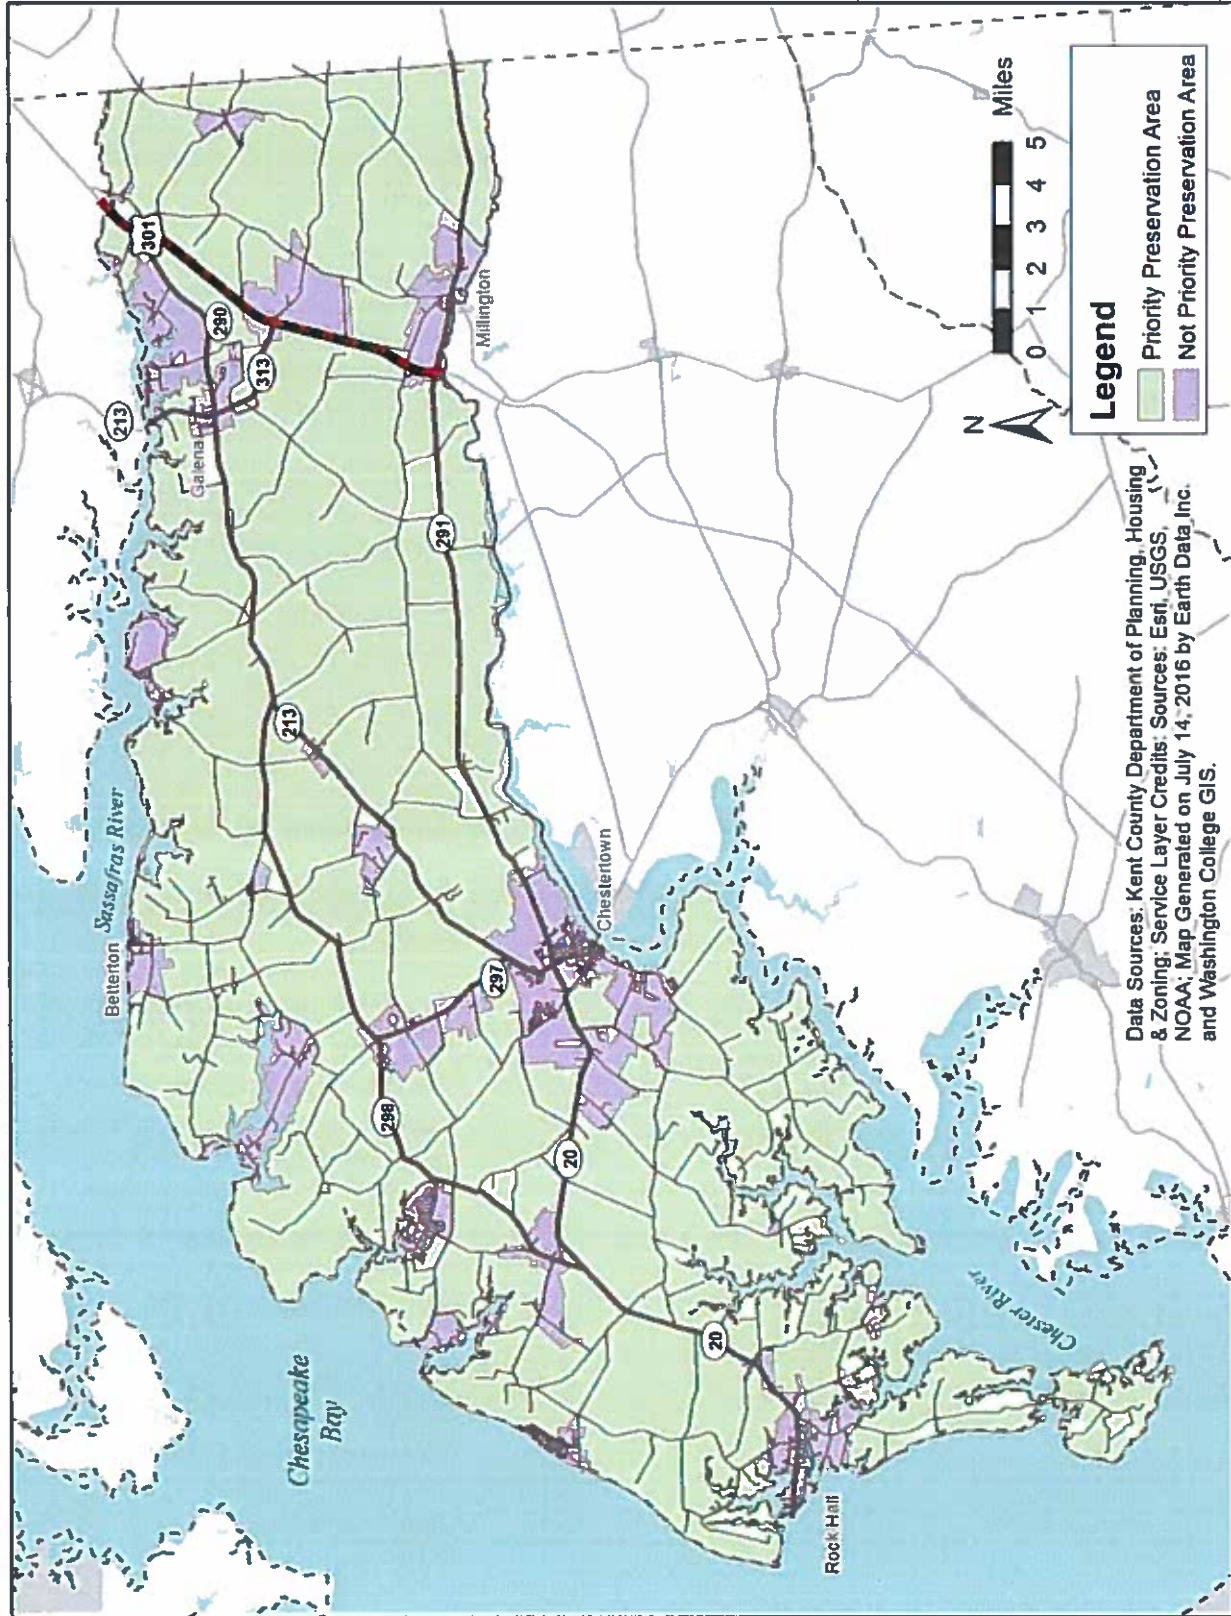 Chesapeake
Bay
Sassafras River
Chester River
Betterton
Galena
Millington
Chestertown
Rock Hall
213
301
290
313
291
213
297
298
20
20
N
0 1 2 3 4 5
Miles
Legend
Priority Preservation Area
Not Priority Preservation Area
Data Sources: Kent County Department of Planning, Housing
& Zoning; Service Layer Credits: Sources: Esri, USGS,
NOAA; Map Generated on July 14, 2016 by Earth Data, Inc.
and Washington College GIS.